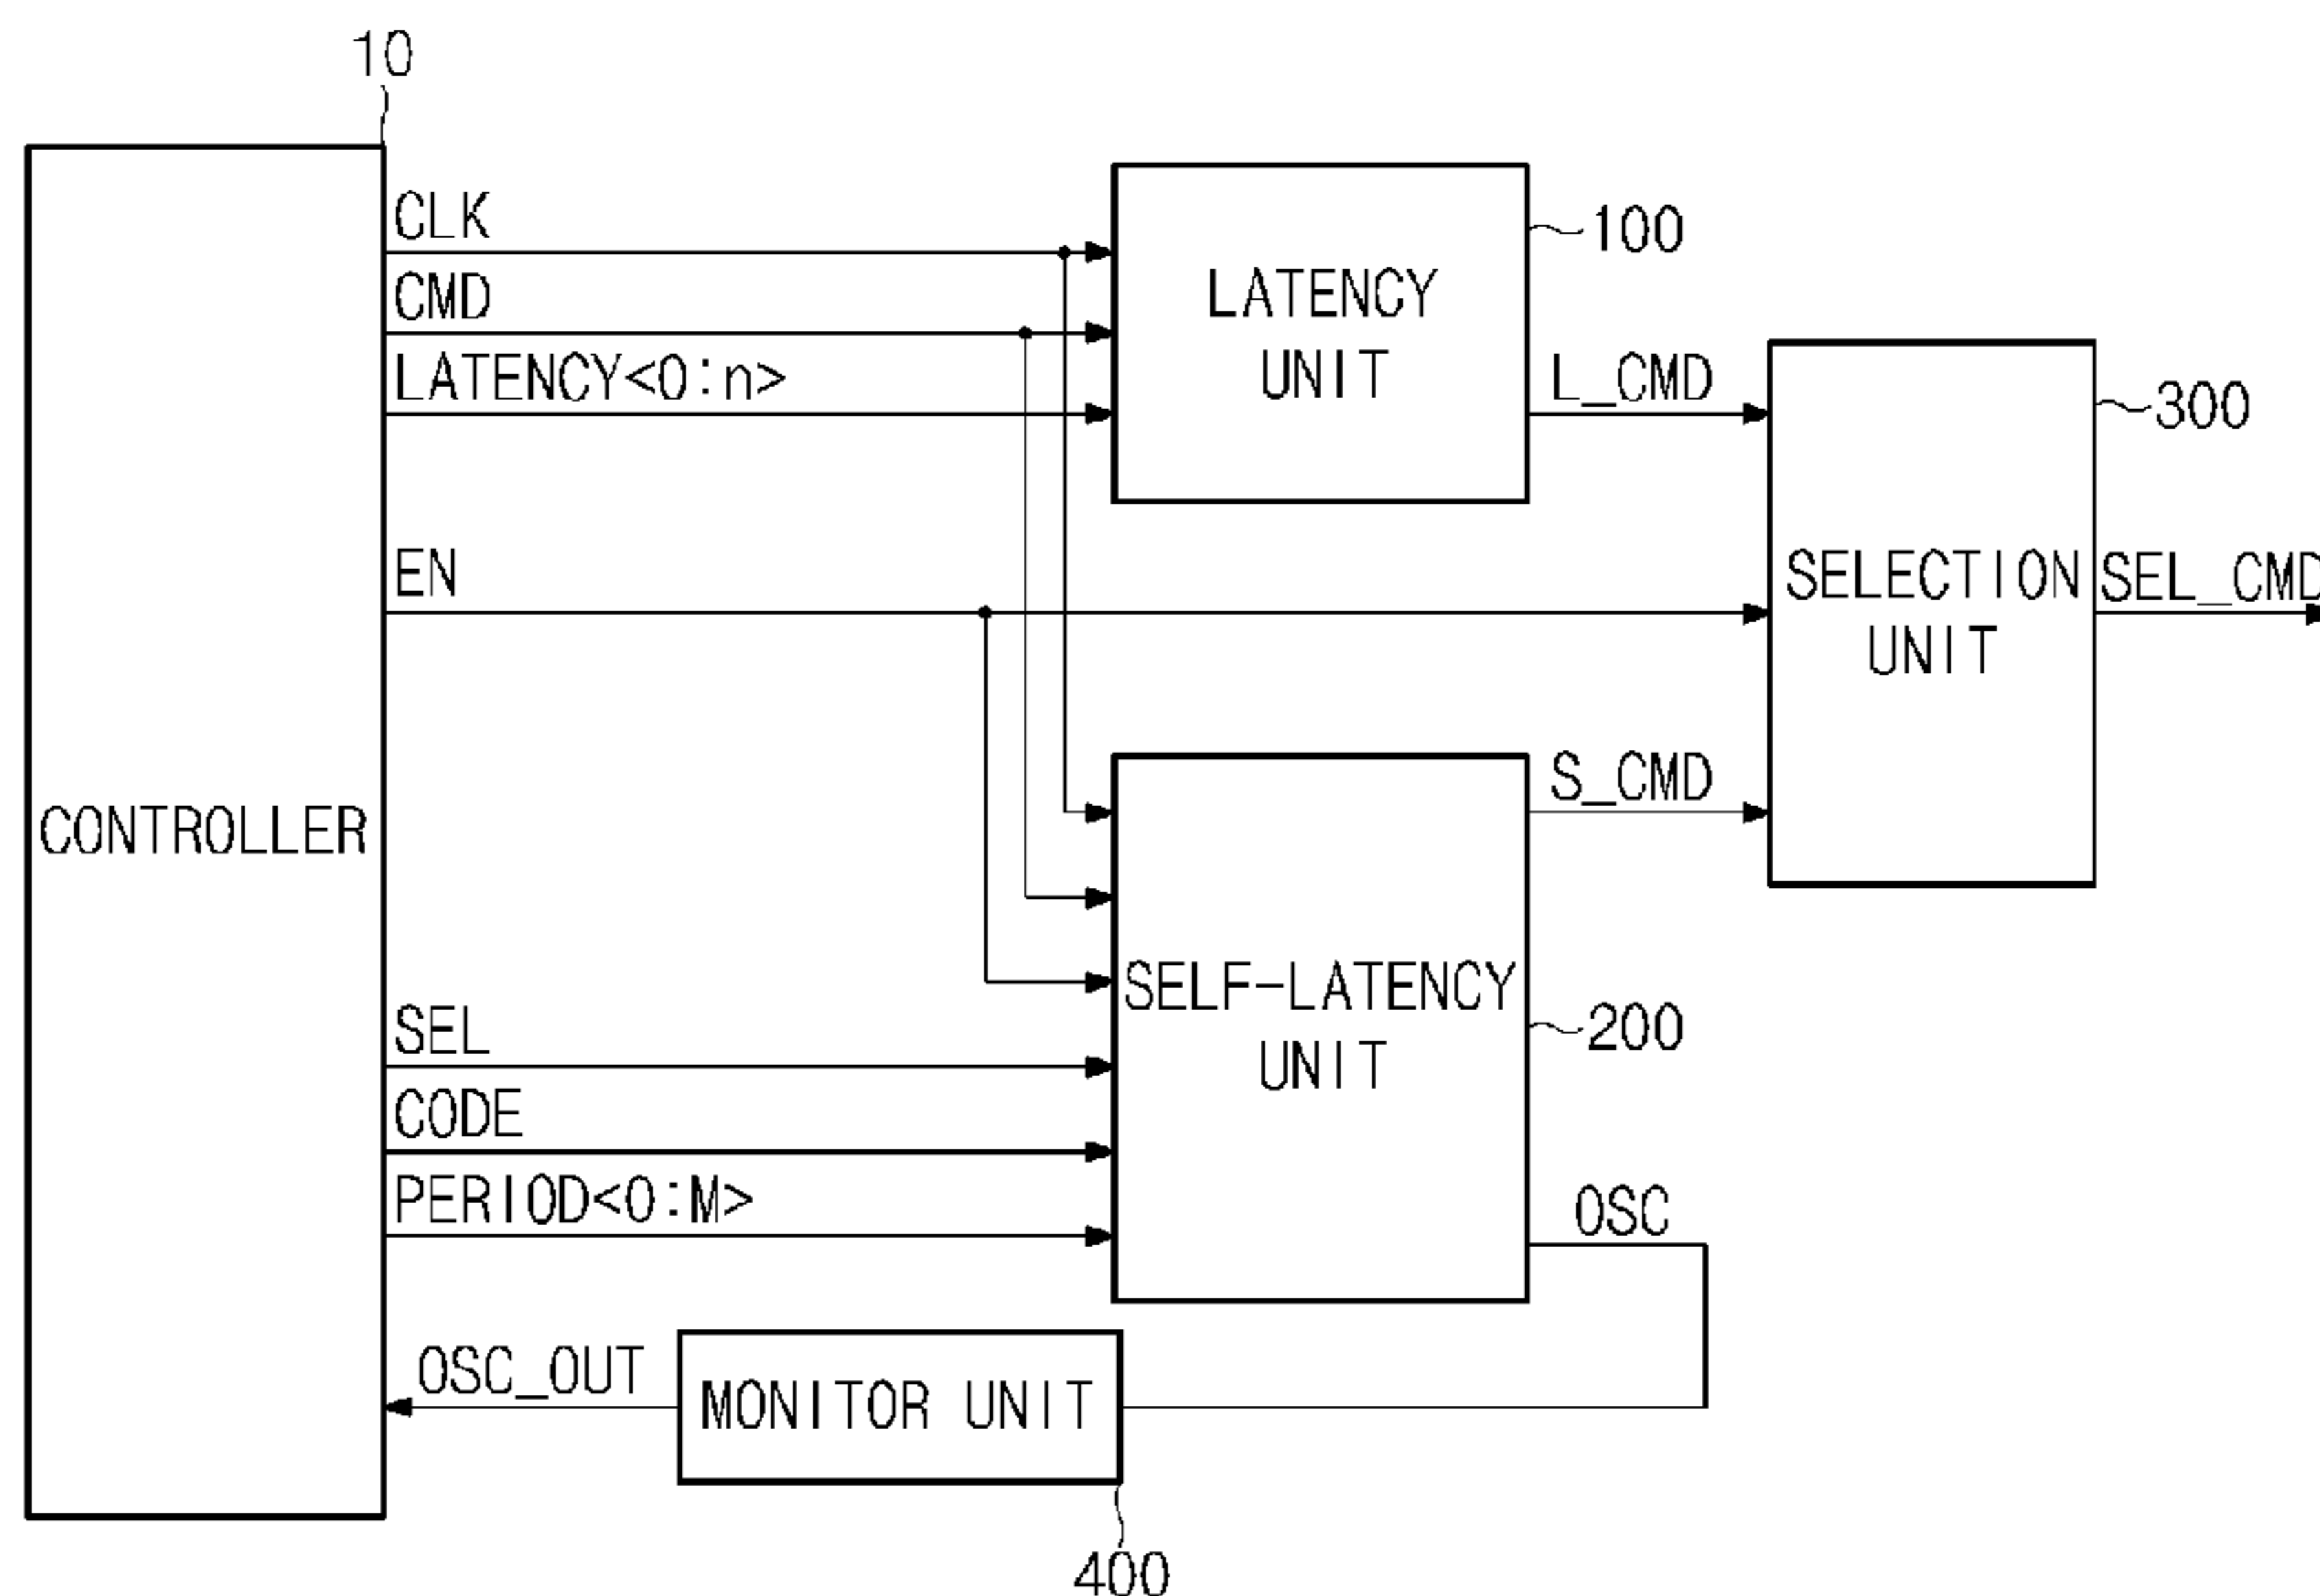 10
CLK
CMD
LATENCY<0:n>
EN
SEL
CODE
PERIOD<0:M>
CONTROLLER
LATENCY
UNIT
100
L_CMD
SELECTION
UNIT
300
SEL_CMD
S_CMD
SELF-LATENCY
UNIT
200
OSC
OSC_OUT
MONITOR UNIT
400